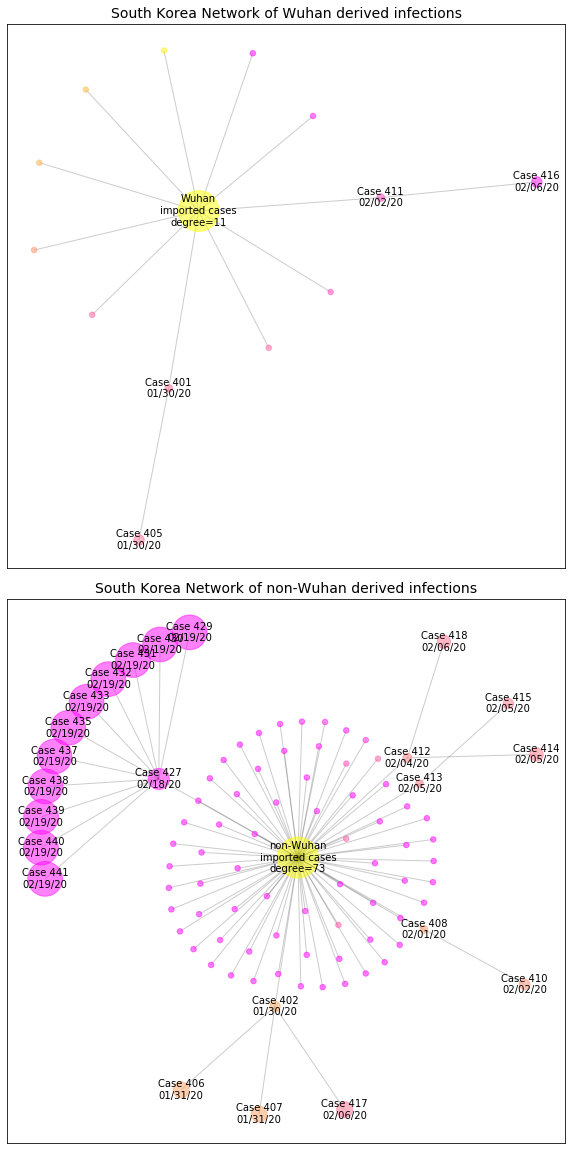 South Korea Network of Wuhan derived infections
Wuhan
imported cases
degree=11
Case 411
02/02/20
Case 416
02/06/20
Case 401
01/30/20
Case 405
01/30/20
South Korea Network of non-Wuhan derived infections
Case 429
02/19/20
Case 430
02/19/20
Case 431
02/19/20
Case 432
02/19/20
Case 433
02/19/20
Case 435
02/19/20
Case 437
02/19/20
Case 438
02/19/20
Case 439
02/19/20
Case 440
02/19/20
Case 441
02/19/20
Case 427
02/18/20
Case 418
02/06/20
Case 415
02/05/20
Case 412
02/04/20
Case 414
02/05/20
Case 413
02/05/20
non-Wuhan
imported cases
degree=73
Case 408
02/01/20
Case 410
02/02/20
Case 402
01/30/20
Case 406
01/31/20
Case 407
01/31/20
Case 417
02/06/20